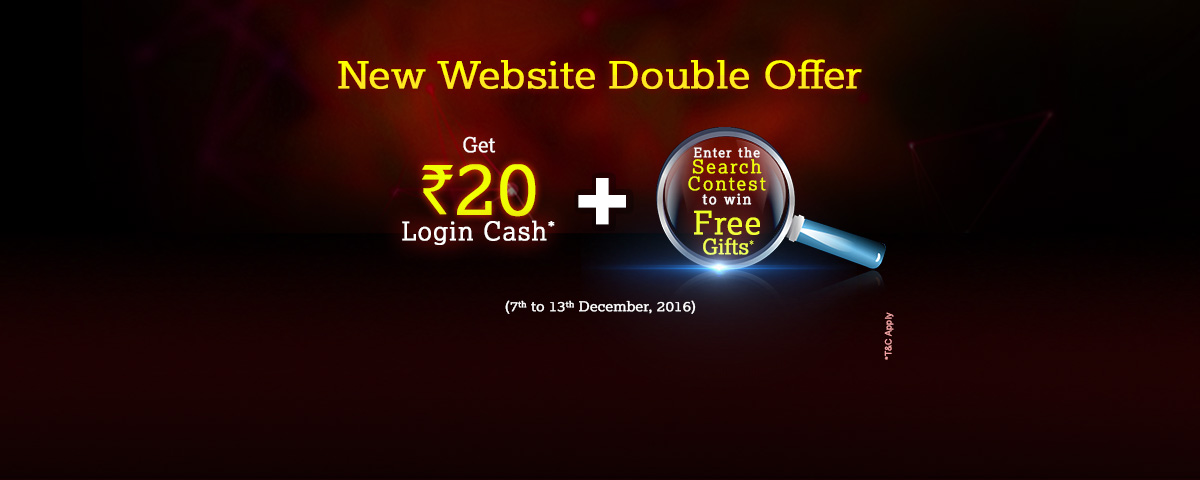 New Website Double Offer
Get
₹20
Login Cash*
+
Enter the
Search
Contest
to win
Free
Gifts*
(7th to 13th December, 2016)
*T&C Apply